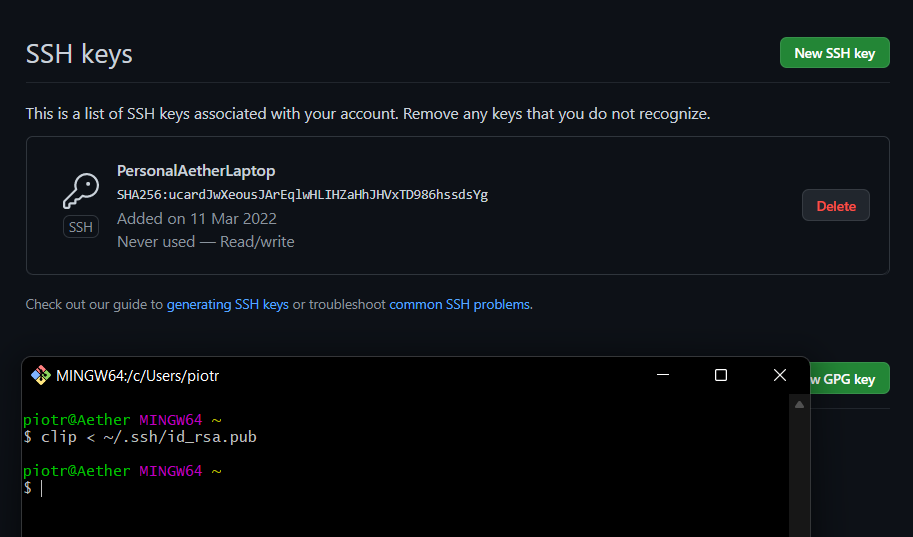 SSH keys
New SSH key
This is a list of SSH keys associated with your account. Remove any keys that you do not recognize.
PersonalAetherLaptop
SHA256:ucardJwXeousJArEqlwHLIHZaHhJHVxTD986hssdsYg
Added on 11 Mar 2022
Never used — Read/write
SSH
Delete
Check out our guide to generating SSH keys or troubleshoot common SSH problems.
MINGW64:/c/Users/piotr
w GPG key
piotr@Aether MINGW64 ~
$ clip < ~/.ssh/id_rsa.pub
piotr@Aether MINGW64 ~
$